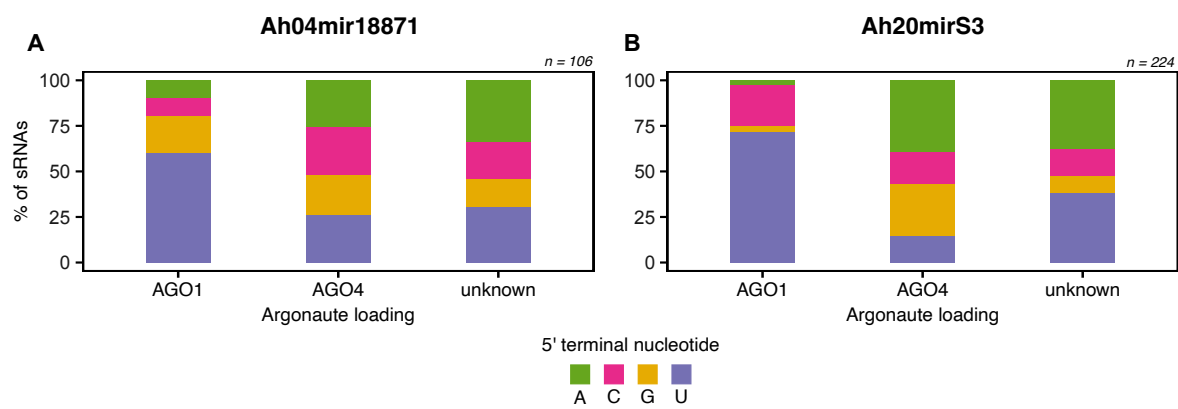 Ah04mir18871
A
n = 106
100
75
50
25
0
% of sRNAs
AGO1 AGO4 unknown
Argonaute loading
Ah20mirS3
B
n = 224
100
75
50
25
0
AGO1 AGO4 unknown
Argonaute loading
5' terminal nucleotide
A C G U